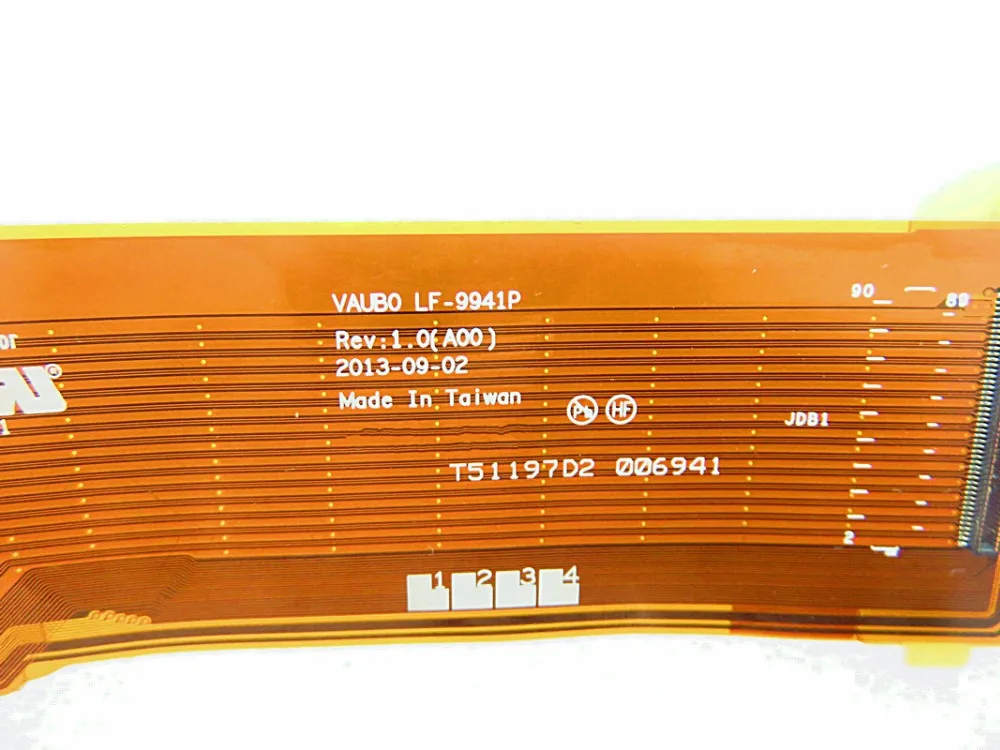 VAUB0 LF-9941P
Rev:1.0(A00)
2013-09-02
Made In Taiwan
Pb HF
T51197D2 006941
JDB1
90
89
2
1 2 3 4